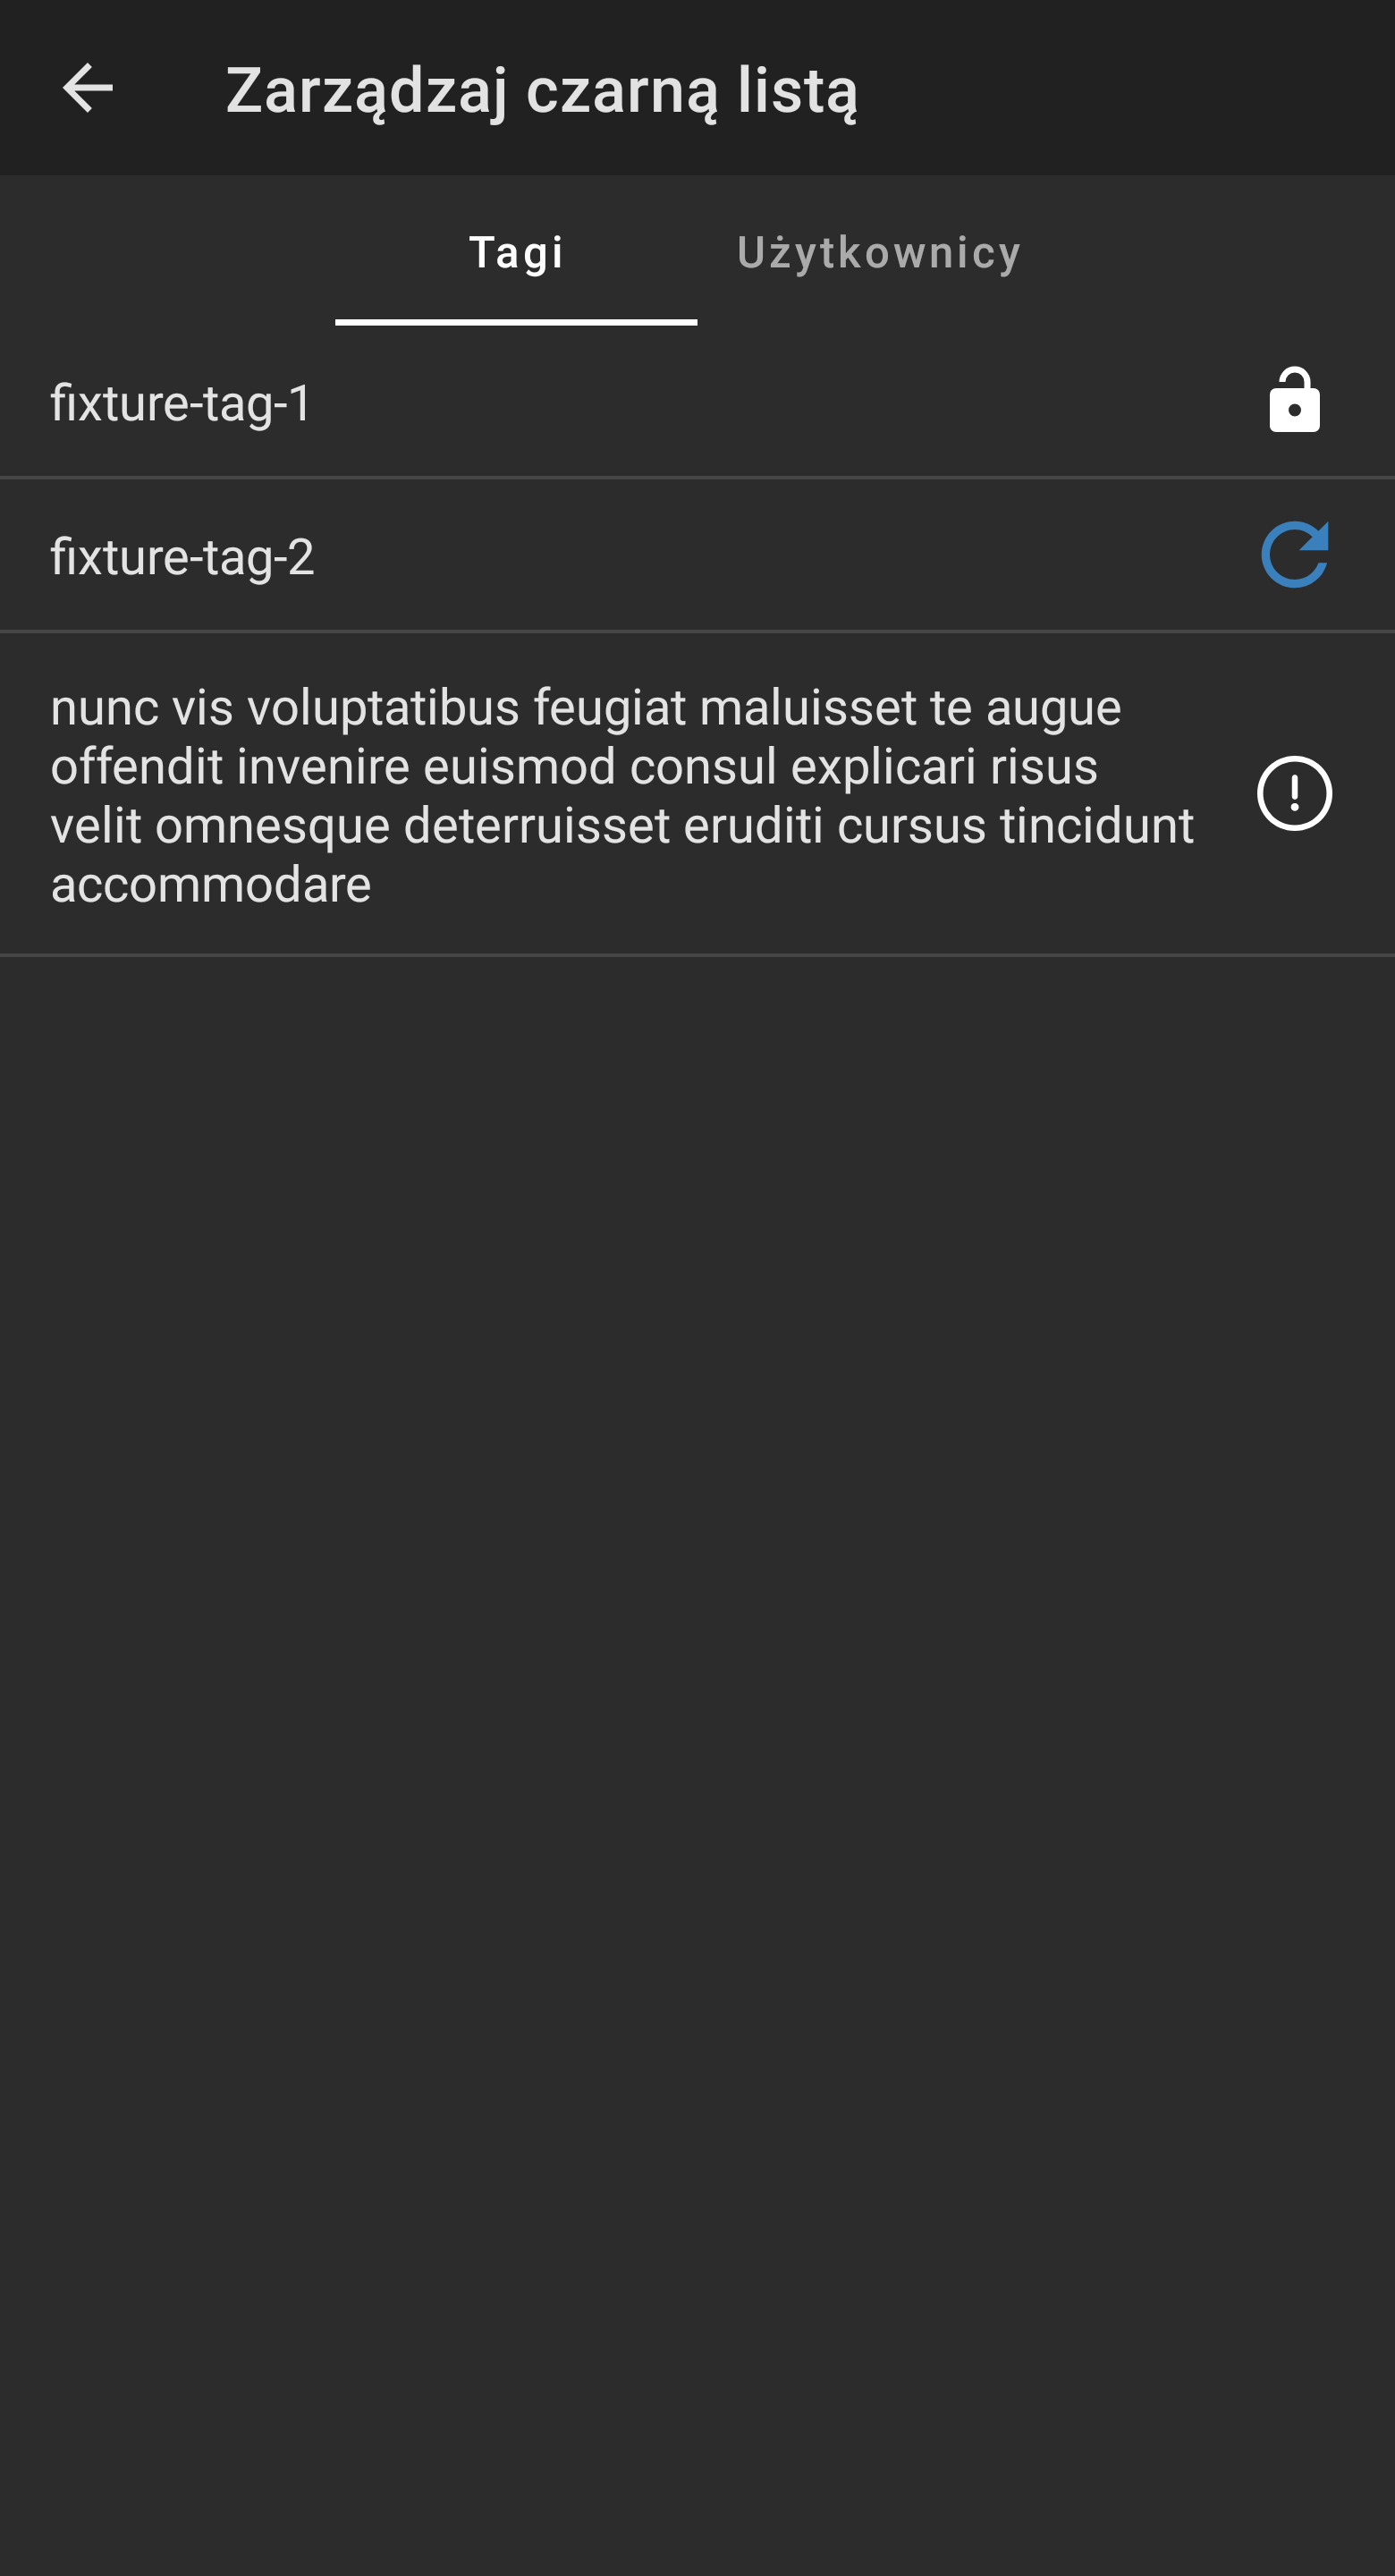 Zarządzaj czarną listą
Tagi
Użytkownicy
fixture-tag-1
fixture-tag-2
nunc vis voluptatibus feugiat maluisset te augue
offendit invenire euismod consul explicari risus
velit omnesque deterruisset eruditi cursus tincidunt
accommodare